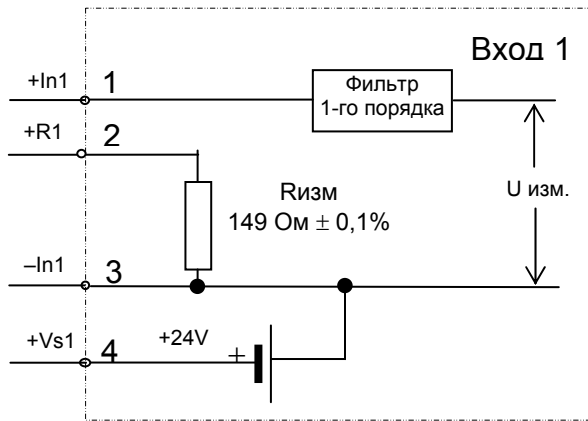 Вход 1
+In1
1
Фильтр
1-го порядка
+R1
2
U изм.
Rизм
149 Ом ± 0,1%
–In1
3
+Vs1
4
+24V
+